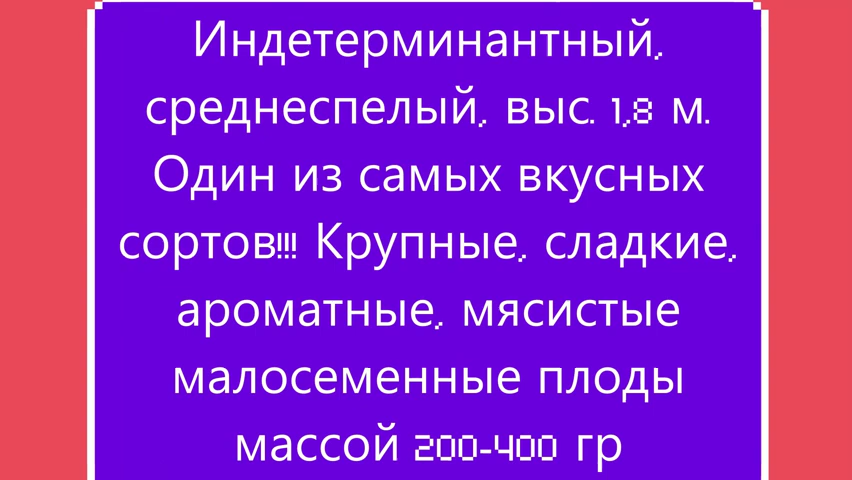 Индетерминантный,
среднеспелый, выс. 1,8 м.
Один из самых вкусных
сортов!!! Крупные, сладкие,
ароматные, мясистые
малосеменные плоды
массой 200-400 гр